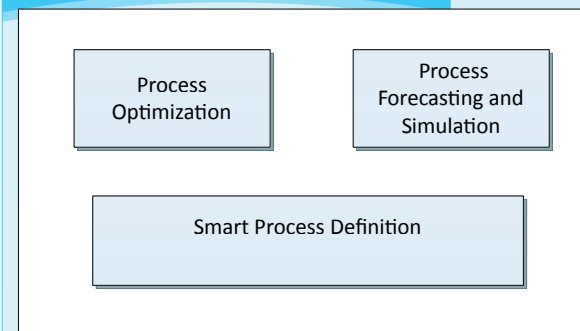 Process
Optimization
Process
Forecasting and
Simulation
Smart Process Definition